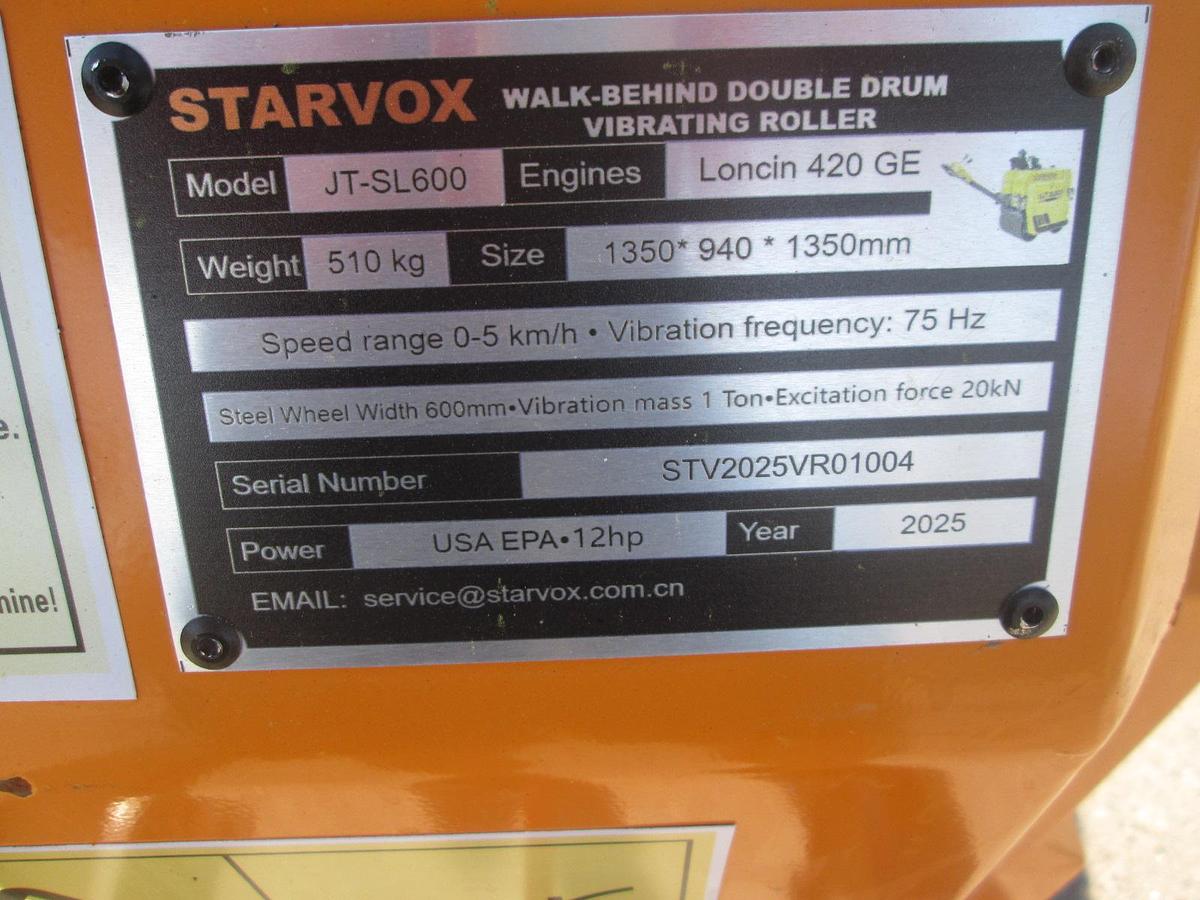 STARVOX WALK-BEHIND DOUBLE DRUM
VIBRATING ROLLER
Model JT-SL600 Engines Loncin 420 GE
Weight 510 kg Size 1350* 940 * 1350mm
Speed range 0-5 km/h • Vibration frequency: 75 Hz
Steel Wheel Width 600mm•Vibration mass 1 Ton•Excitation force 20kN
Serial Number STV2025VR01004
Power USA EPA•12hp Year 2025
EMAIL: service@starvox.com.cn